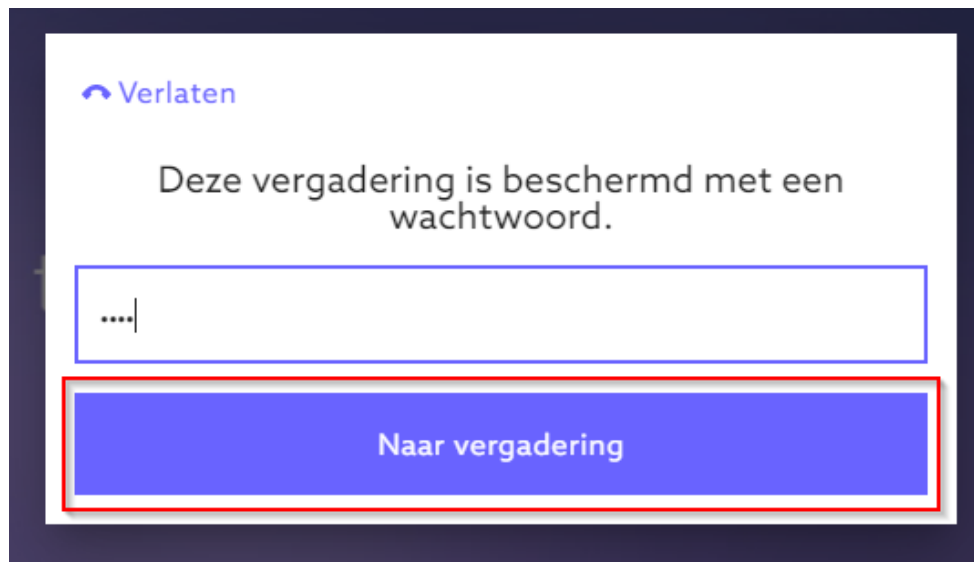 Verlaten
Deze vergadering is beschermd met een
wachtwoord.
····
Naar vergadering